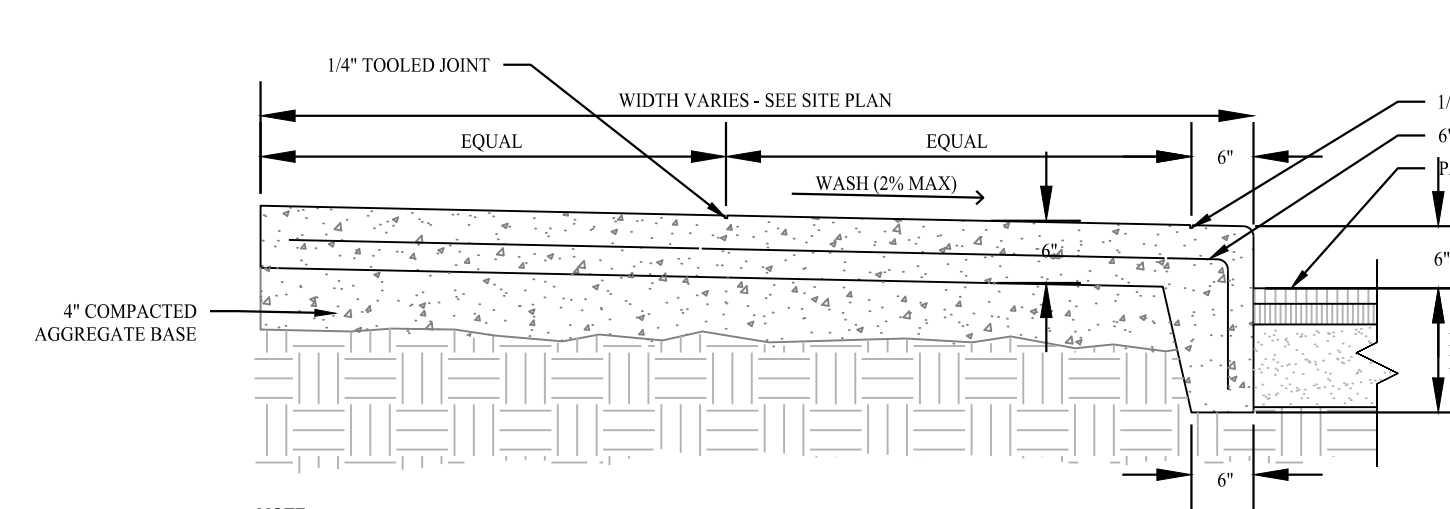 1/4" TOOLED JOINT
WIDTH VARIES - SEE SITE PLAN
EQUAL
EQUAL
6"
WASH (2% MAX)
6"
6"
6"
4" COMPACTED
AGGREGATE BASE
6"